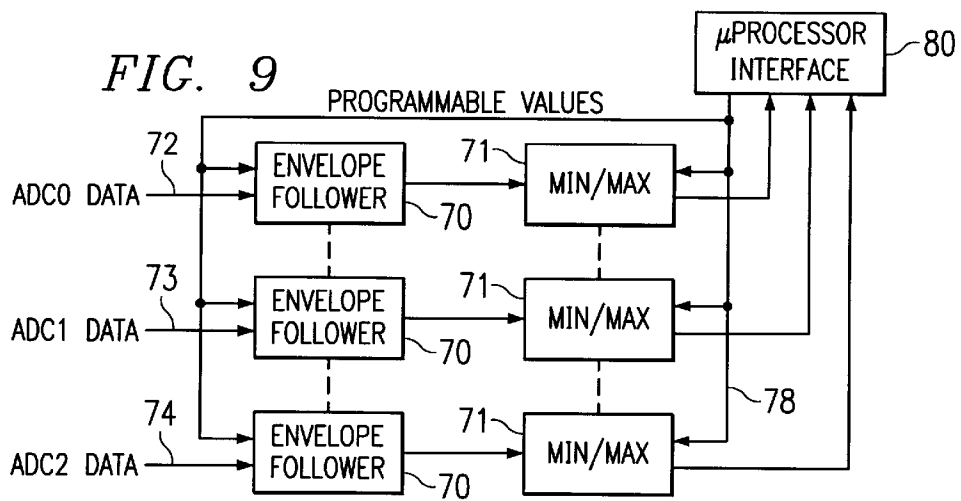 FIG. 9
μPROCESSOR
INTERFACE
80
PROGRAMMABLE VALUES
72
ADC0 DATA
ENVELOPE
FOLLOWER
70
71
MIN/MAX
73
ADC1 DATA
ENVELOPE
FOLLOWER
70
71
MIN/MAX
78
74
ADC2 DATA
ENVELOPE
FOLLOWER
70
71
MIN/MAX